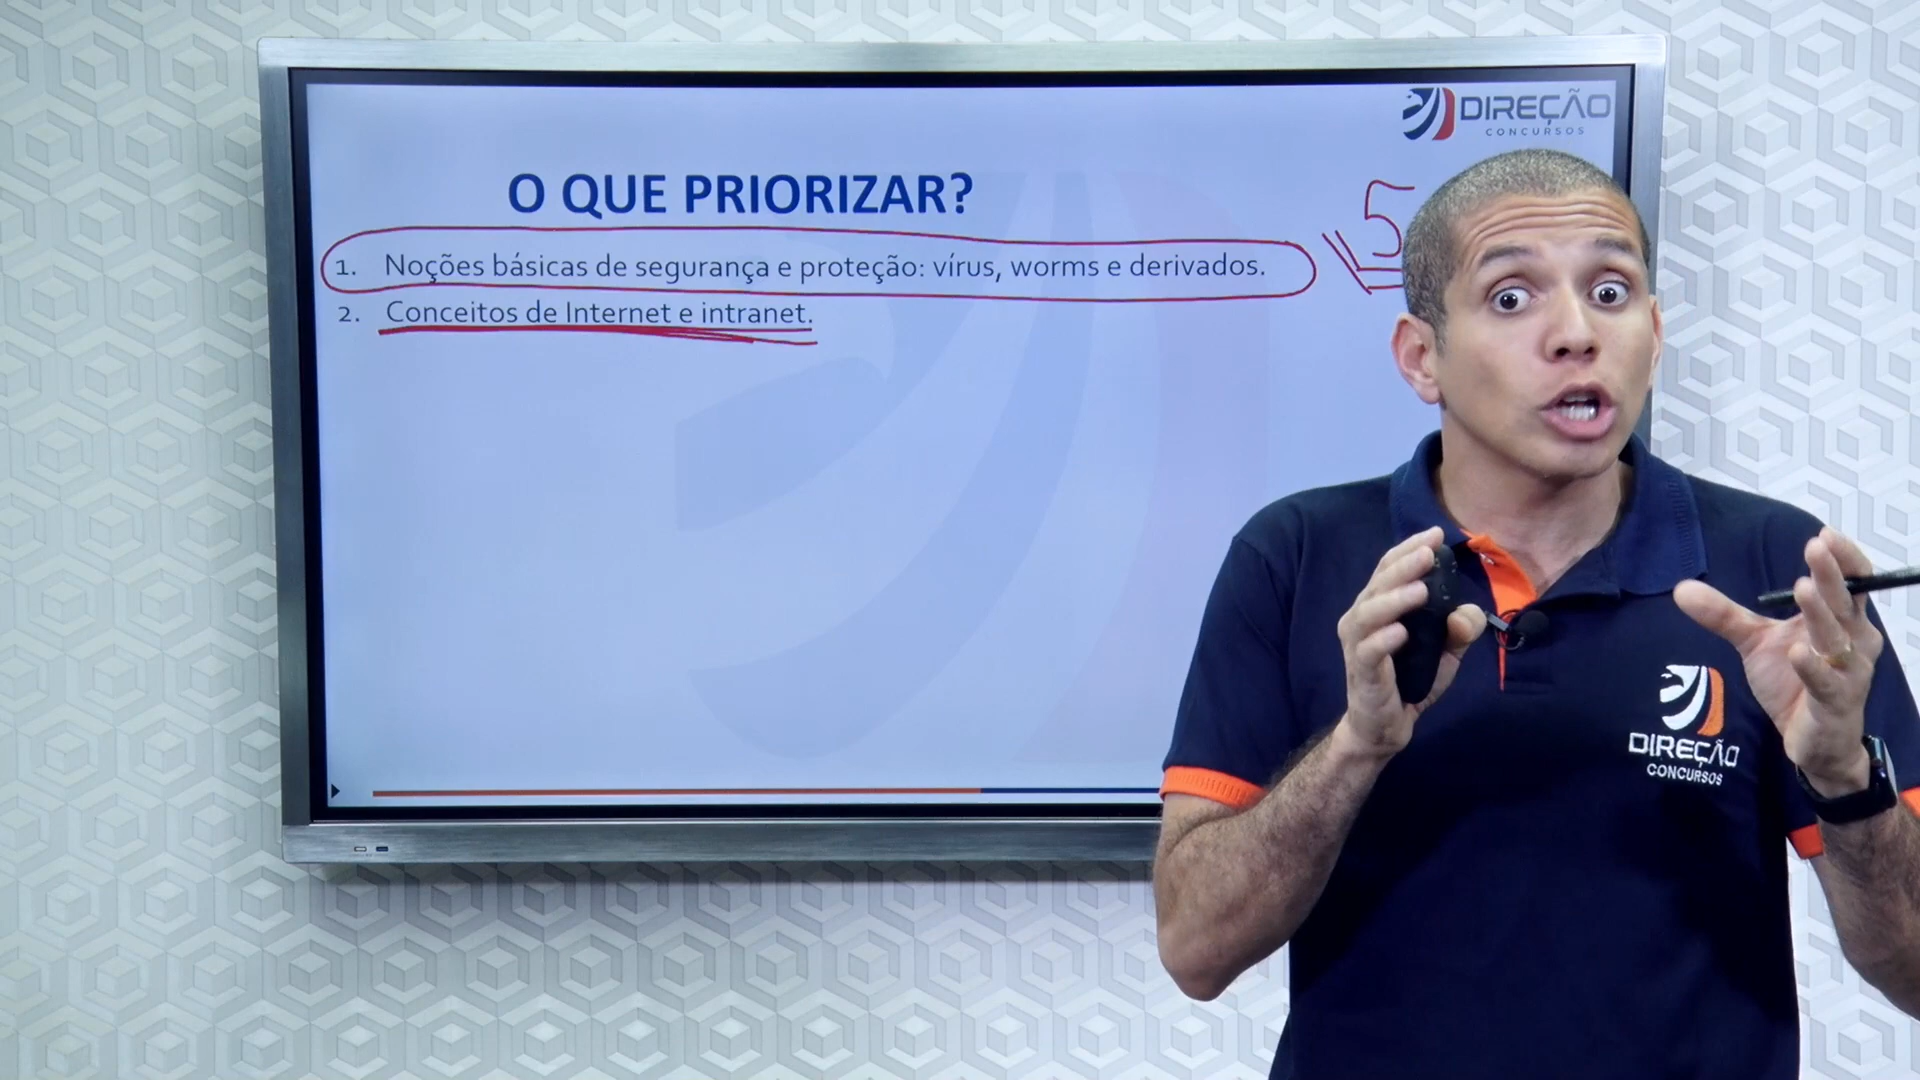 DIREÇÃO
CONCURSOS
O QUE PRIORIZAR?
5
1. Noções básicas de segurança e proteção: vírus, worms e derivados.
2. Conceitos de Internet e intranet.
DIREÇÃO
CONCURSOS